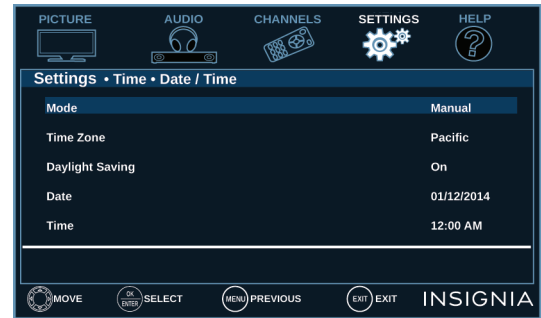 PICTURE AUDIO CHANNELS SETTINGS HELP
?
Settings • Time • Date / Time
Mode Manual
Time Zone Pacific
Daylight Saving On
Date 01/12/2014
Time 12:00 AM
MOVE OK ENTER SELECT MENU PREVIOUS EXIT EXIT INSIGNIA